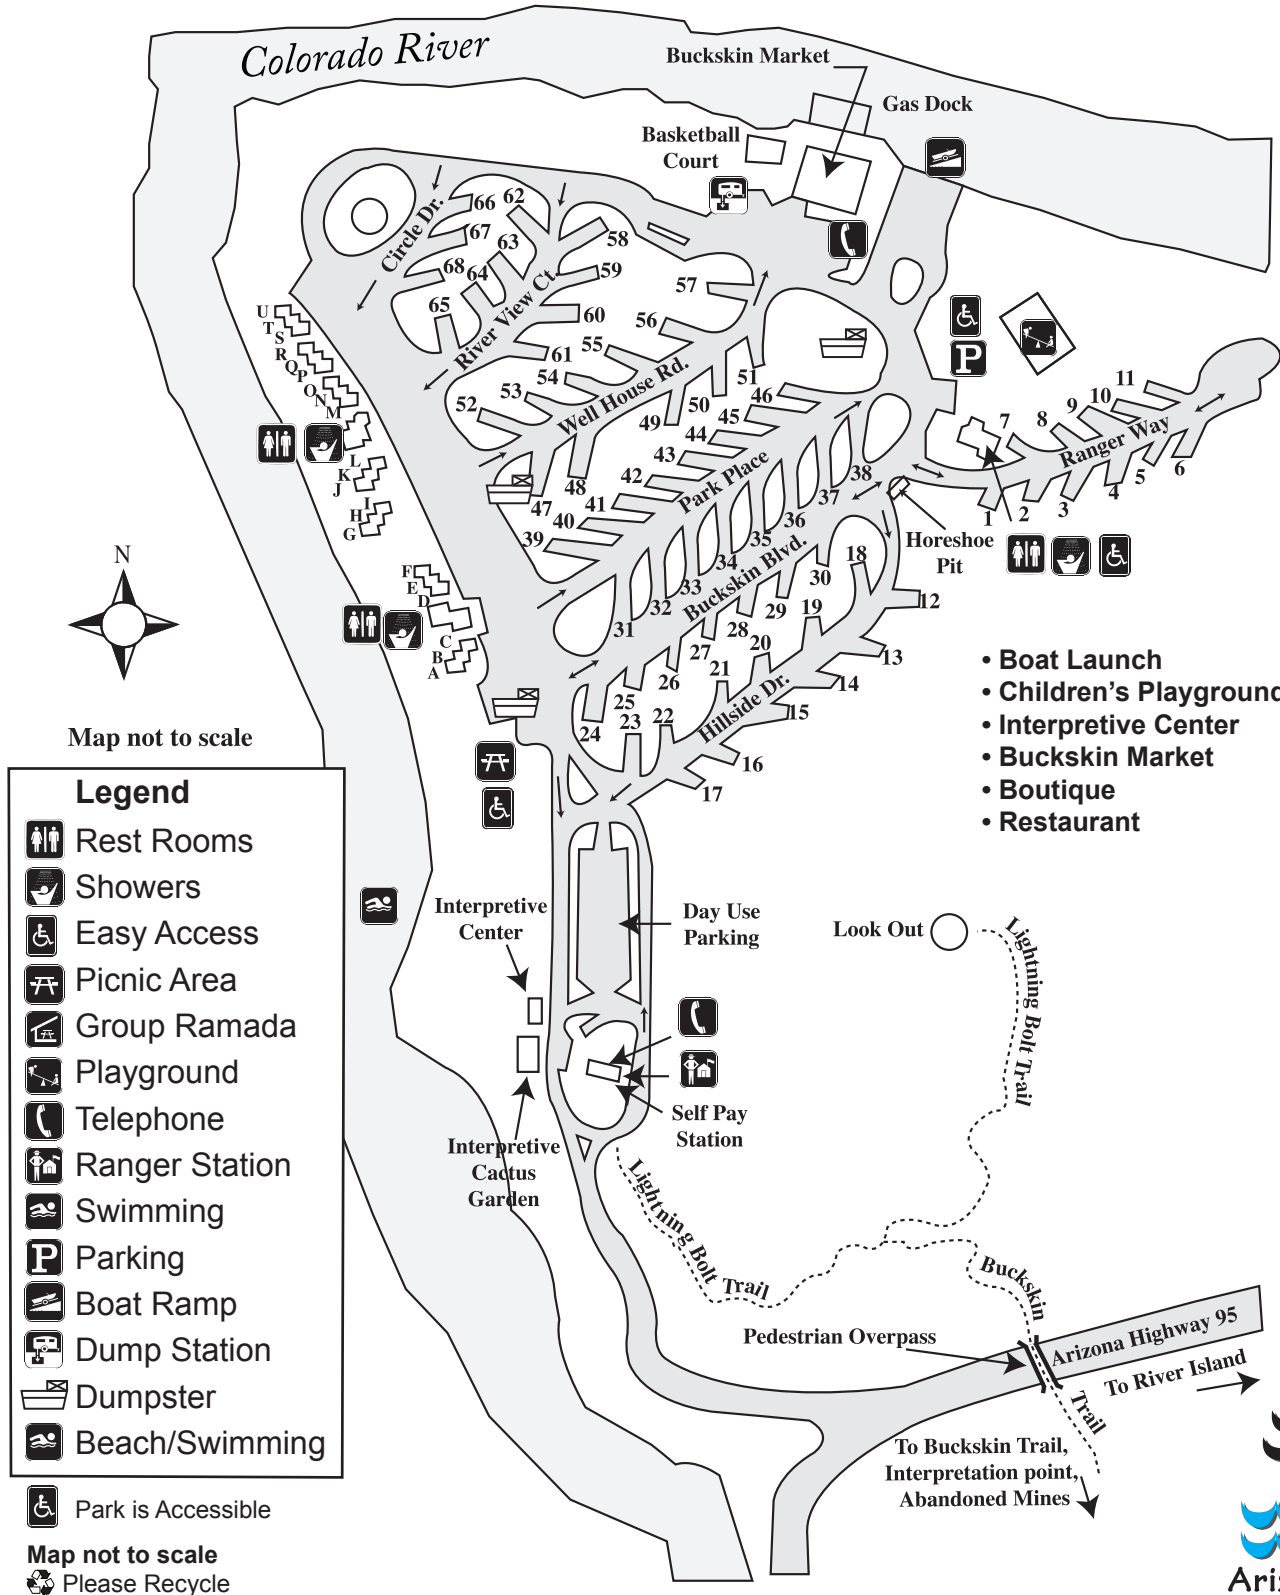 Colorado River
Buckskin Market
Gas Dock
Basketball
Court
Circle Dr.
River View Ct.
Well House Rd.
Park Place
Buckskin Blvd.
Hillside Dr.
Ranger Way
66
62
67
63
58
68
64
59
65
60
57
61
56
55
54
53
52
51
50
49
48
47
46
45
44
43
42
41
40
39
38
37
36
35
34
33
32
31
30
29
28
27
26
25
24
23
22
21
20
19
18
17
16
15
14
13
12
11
10
9
8
7
6
5
4
3
2
1
U
T
S
R
Q
P
O
N
M
L
K
J
I
H
G
F
E
D
C
B
A
P
Horeshoe
Pit
N
Map not to scale
• Boat Launch
• Children's Playground
• Interpretive Center
• Buckskin Market
• Boutique
• Restaurant
Legend
Rest Rooms
Showers
Easy Access
Picnic Area
Group Ramada
Playground
Telephone
Ranger Station
Swimming
P Parking
Boat Ramp
Dump Station
Dumpster
Beach/Swimming
Park is Accessible
Map not to scale
Please Recycle
Interpretive
Center
Day Use
Parking
Look Out
Lightning Bolt Trail
Self Pay
Station
Interpretive
Cactus
Garden
Lightning Bolt Trail
Buckskin
Trail
Pedestrian Overpass
Arizona Highway 95
To River Island
To Buckskin Trail,
Interpretation point,
Abandoned Mines